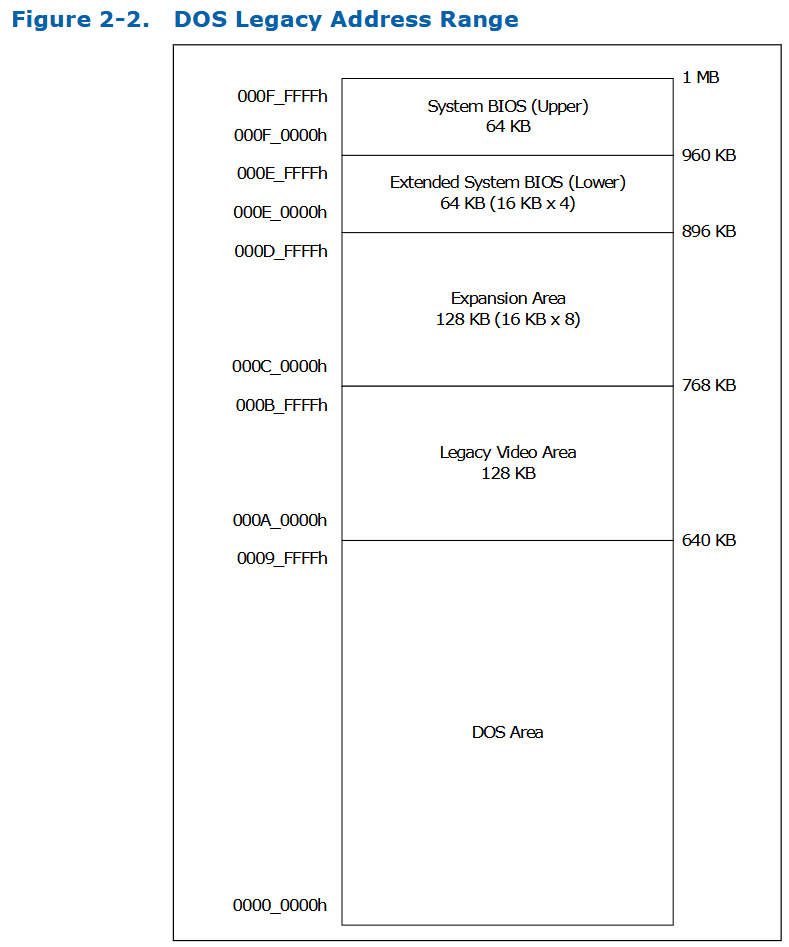 Figure 2-2. DOS Legacy Address Range
1 MB
000F_FFFFh
System BIOS (Upper)
64 KB
000F_0000h
960 KB
000E_FFFFh
Extended System BIOS (Lower)
64 KB (16 KB x 4)
000E_0000h
896 KB
000D_FFFFh
Expansion Area
128 KB (16 KB x 8)
000C_0000h
768 KB
000B_FFFFh
Legacy Video Area
128 KB
000A_0000h
640 KB
0009_FFFFh
DOS Area
0000_0000h